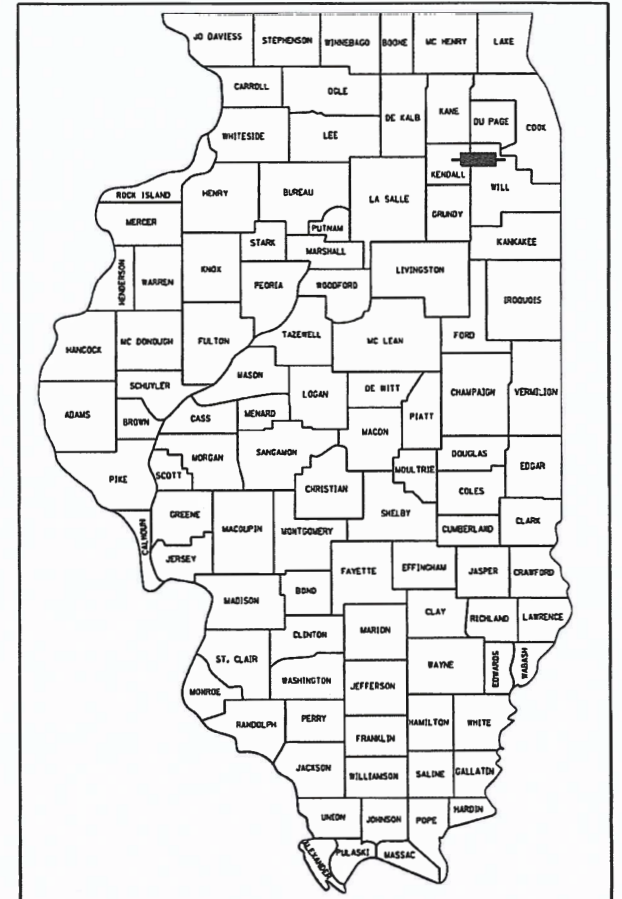 JO DAVIESS STEPHENSON WINNEBAGO BOONE MC HENRY LAKE
CARROLL OGLE
DE KALB KANE DU PAGE COOK
WHITESIDE LEE
KENDALL WILL
ROCK ISLAND HENRY BUREAU LA SALLE
GRUNDY
MERCER PUTNAM
STARK MARSHALL KANKAKEE
HENDERSON WARREN KNOX PEORIA WOODFORD LIVINGSTON
IROQUOIS
HANCOCK MC DONOUGH FULTON TAZEWELL MC LEAN FORD
MASON
SCHUYLER LOGAN DE WITT CHAMPAIGN VERMILION
ADAMS BROWN CASS MENARD PIATT
MACON
MORGAN SANGAMON DOUGLAS
PIKE SCOTT MOULTRIE EDGAR
CHRISTIAN COLES
GREENE MACOUPIN SHELBY
CALHOUN MONTGOMERY CUMBERLAND CLARK
JERSEY
FAYETTE EFFINGHAM JASPER CRAWFORD
MADISON BOND
CLAY RICHLAND LAWRENCE
CLINTON MARION
ST. CLAIR WAYNE EDWARDS WABASH
WASHINGTON JEFFERSON
MONROE
RANDOLPH PERRY HAMILTON WHITE
FRANKLIN
JACKSON WILLIAMSON SALINE GALLATIN
HARDIN
UNION JOHNSON POPE
ALEXANDER PULASKI MASSAC